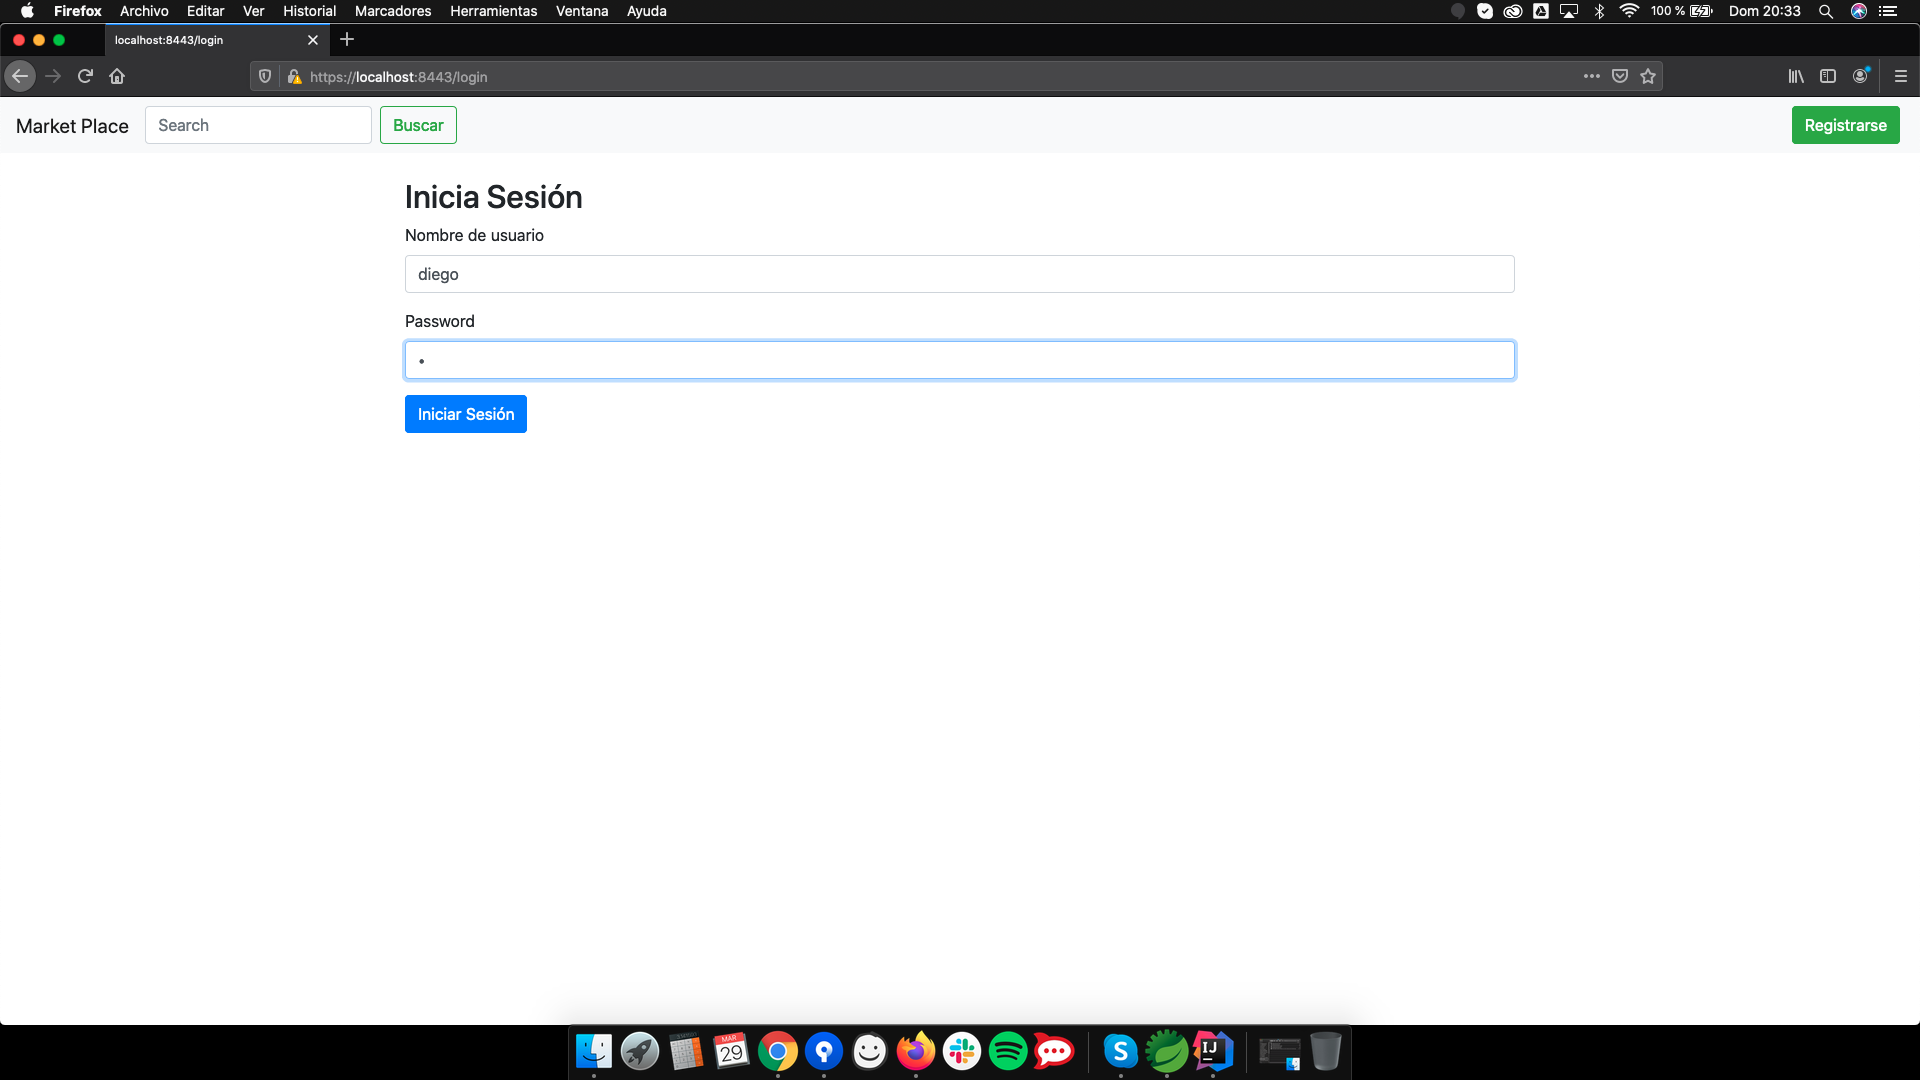 Firefox Archivo Editar Ver Historial Marcadores Herramientas Ventana Ayuda 100 % Dom 20:33
localhost:8443/login
https://localhost:8443/login
Market Place Search Buscar Registrarse
Inicia Sesión
Nombre de usuario
diego
Password
•
Iniciar Sesión
MAR
29
S
IJ